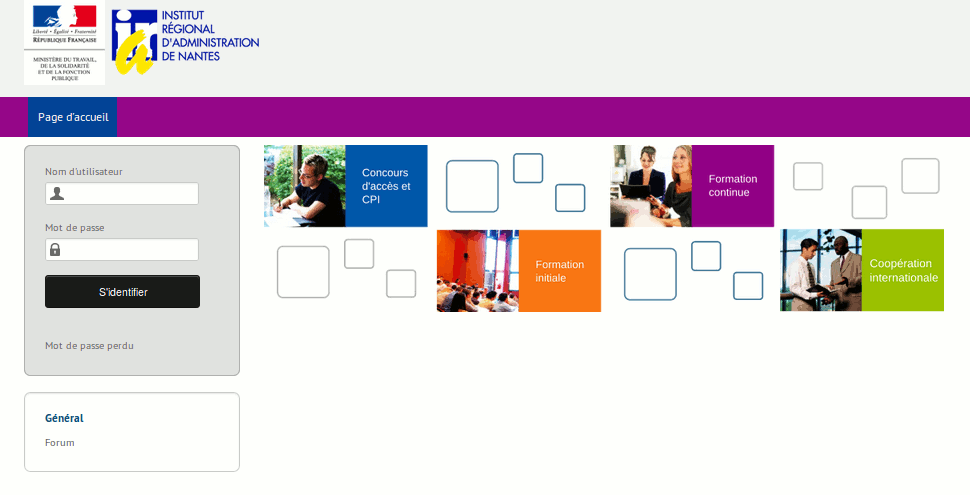 Liberté • Égalité • Fraternité
RÉPUBLIQUE FRANÇAISE
MINISTÈRE DU TRAVAIL,
DE LA SOLIDARITÉ
ET DE LA FONCTION
PUBLIQUE
INSTITUT
RÉGIONAL
D'ADMINISTRATION
DE NANTES
Page d'accueil
Nom d'utilisateur
Mot de passe
S'identifier
Mot de passe perdu
Général
Forum
Concours
d'accès et
CPI
Formation
continue
Formation
initiale
Coopération
internationale